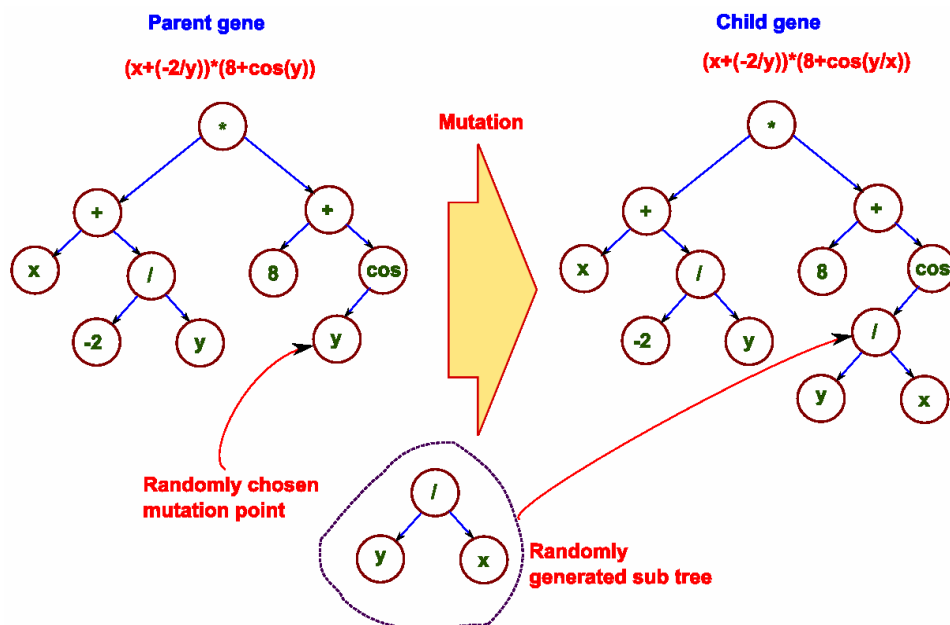 Parent gene
Child gene
(x+(-2/y))*(8+cos(y))
(x+(-2/y))*(8+cos(y/x))
Mutation
*
+
+
x
/
8
cos
-2
y
y
*
+
+
x
/
8
cos
-2
y
/
y
x
Randomly chosen
mutation point
/
y
x
Randomly
generated sub tree